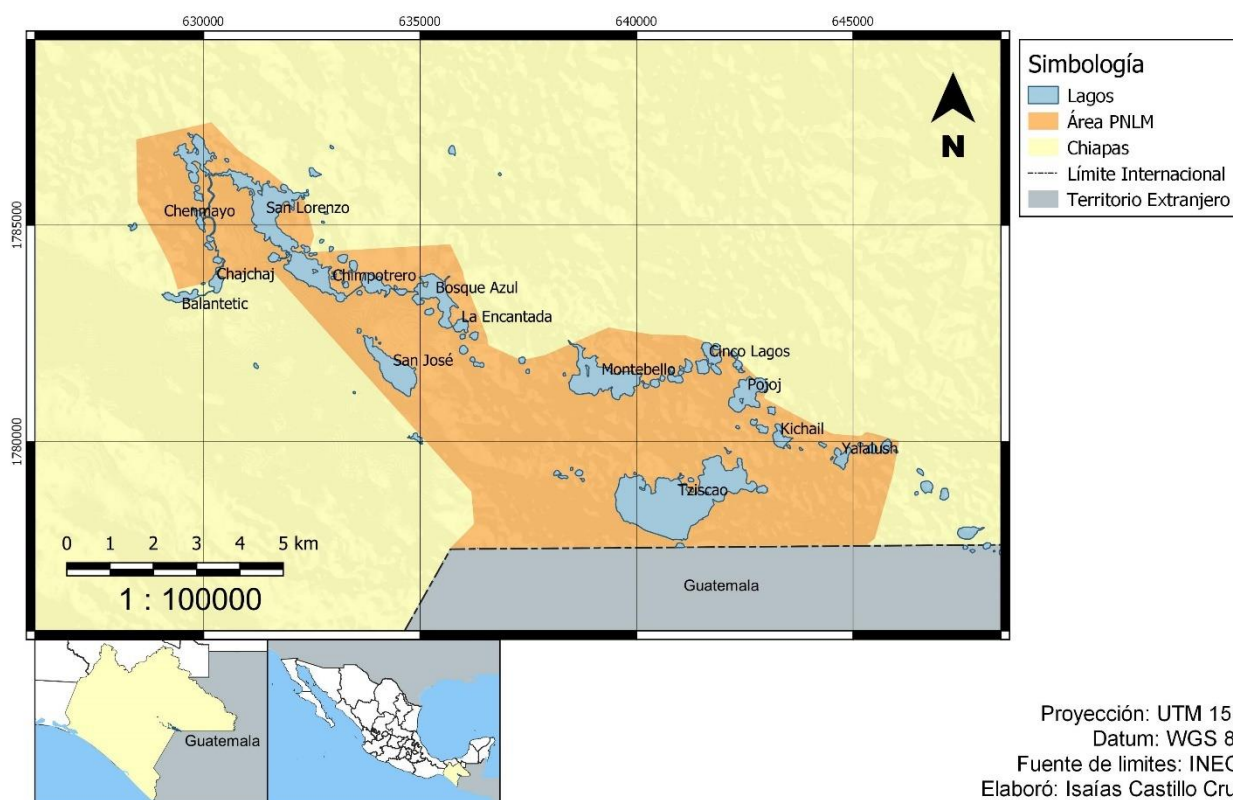 630000 635000 640000 645000
Simbología
Lagos
Área PNLM
Chiapas
Límite Internacional
Territorio Extranjero
N
1785000
1780000
Chenmayo
San Lorenzo
Chajchaj
Balantetic
Chimpotrero
Bosque Azul
La Encantada
San José
Montebello
Cinco Lagos
Pojoj
Kichail
Yalalush
Tziscao
0 1 2 3 4 5 km
1 : 100000
Guatemala
Guatemala
Proyección: UTM 15
Datum: WGS 8
Fuente de limites: INEG
Elaboró: Isaías Castillo Cru